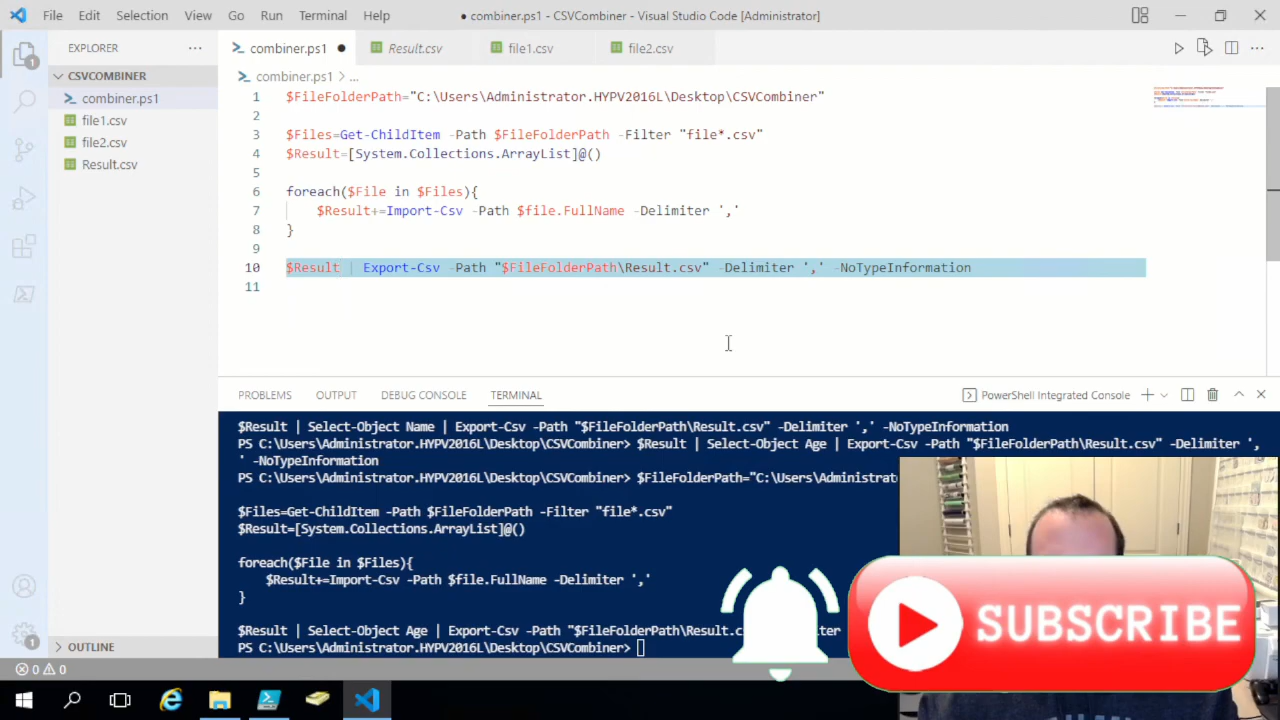 File Edit Selection View Go Run Terminal Help
● combiner.ps1 - CSVCombiner - Visual Studio Code [Administrator]
EXPLORER ···
CSVCOMBINER
combiner.ps1
file1.csv
file2.csv
Result.csv
OUTLINE
1
1
combiner.ps1 ● Result.csv file1.csv file2.csv
combiner.ps1 > ...
1 $FileFolderPath="C:\Users\Administrator.HYPV2016L\Desktop\CSVCombiner"
2
3 $Files=Get-ChildItem -Path $FileFolderPath -Filter "file*.csv"
4 $Result=[System.Collections.ArrayList]@()
5
6 foreach($File in $Files){
7 $Result+=Import-Csv -Path $file.FullName -Delimiter ','
8 }
9
10 $Result | Export-Csv -Path "$FileFolderPath\Result.csv" -Delimiter ',' -NoTypeInformation
11
PROBLEMS OUTPUT DEBUG CONSOLE TERMINAL PowerShell Integrated Console
$Result | Select-Object Name | Export-Csv -Path "$FileFolderPath\Result.csv" -Delimiter ',' -NoTypeInformation
PS C:\Users\Administrator.HYPV2016L\Desktop\CSVCombiner> $Result | Select-Object Age | Export-Csv -Path "$FileFolderPath\Result.csv" -Delimiter ',
' -NoTypeInformation
PS C:\Users\Administrator.HYPV2016L\Desktop\CSVCombiner> $FileFolderPath="C:\Users\Administrat
$Files=Get-ChildItem -Path $FileFolderPath -Filter "file*.csv"
$Result=[System.Collections.ArrayList]@()
foreach($File in $Files){
$Result+=Import-Csv -Path $file.FullName -Delimiter ','
}
$Result | Select-Object Age | Export-Csv -Path "$FileFolderPath\Result.c
PS C:\Users\Administrator.HYPV2016L\Desktop\CSVCombiner>
SUBSCRIBE
0 0